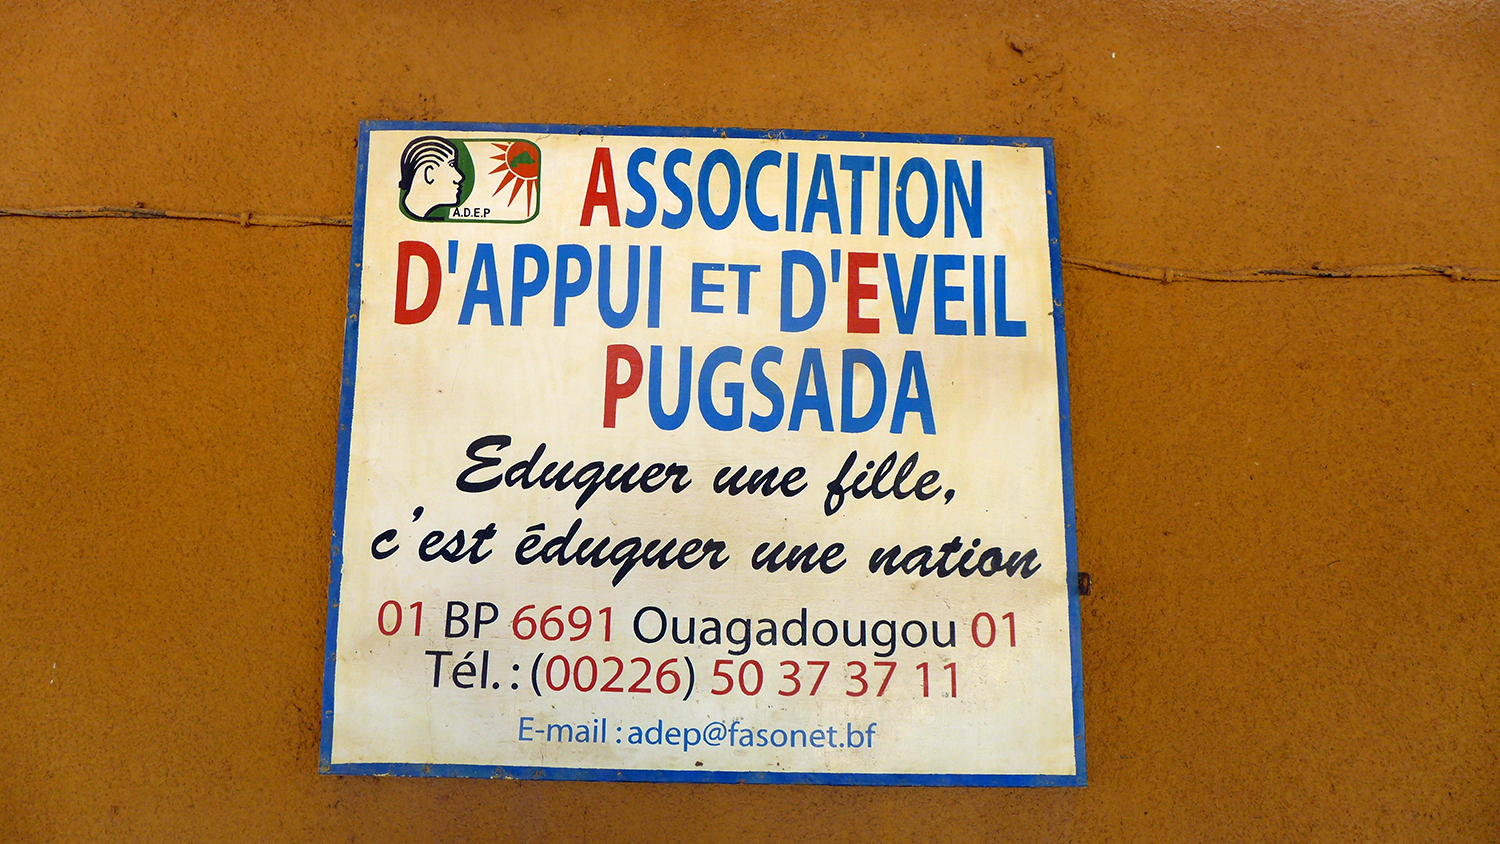 A.D.E.P
ASSOCIATION
D'APPUI ET D'EVEIL
PUGSADA
Eduquer une fille,
c'est éduquer une nation
01 BP 6691 Ouagadougou 01
Tél. : (00226) 50 37 37 11
E-mail : adep@fasonet.bf